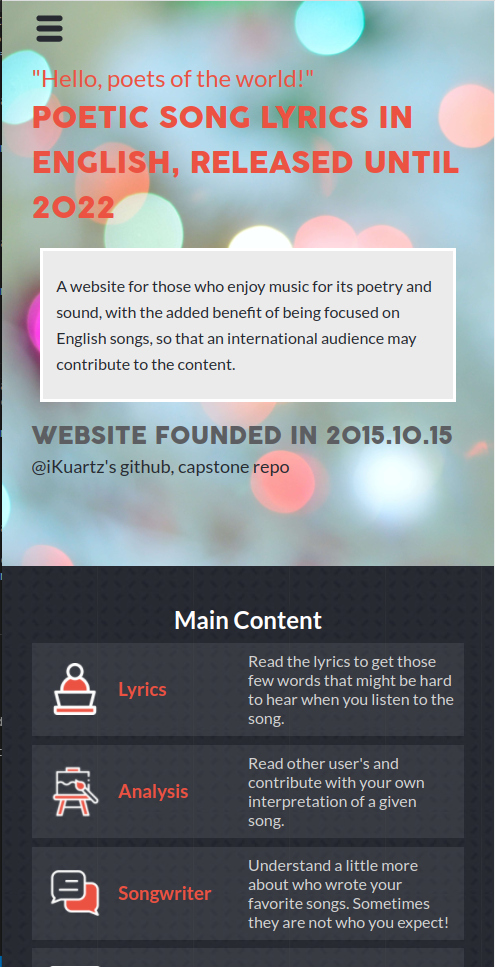 "Hello, poets of the world!"
POETIC SONG LYRICS IN
ENGLISH, RELEASED UNTIL
2022
A website for those who enjoy music for its poetry and
sound, with the added benefit of being focused on
English songs, so that an international audience may
contribute to the content.
WEBSITE FOUNDED IN 2015.10.15
@iKuartz's github, capstone repo
Main Content
Lyrics
Read the lyrics to get those
few words that might be hard
to hear when you listen to the
song.
Analysis
Read other user's and
contribute with your own
interpretation of a given
song.
Songwriter
Understand a little more
about who wrote your
favorite songs. Sometimes
they are not who you expect!